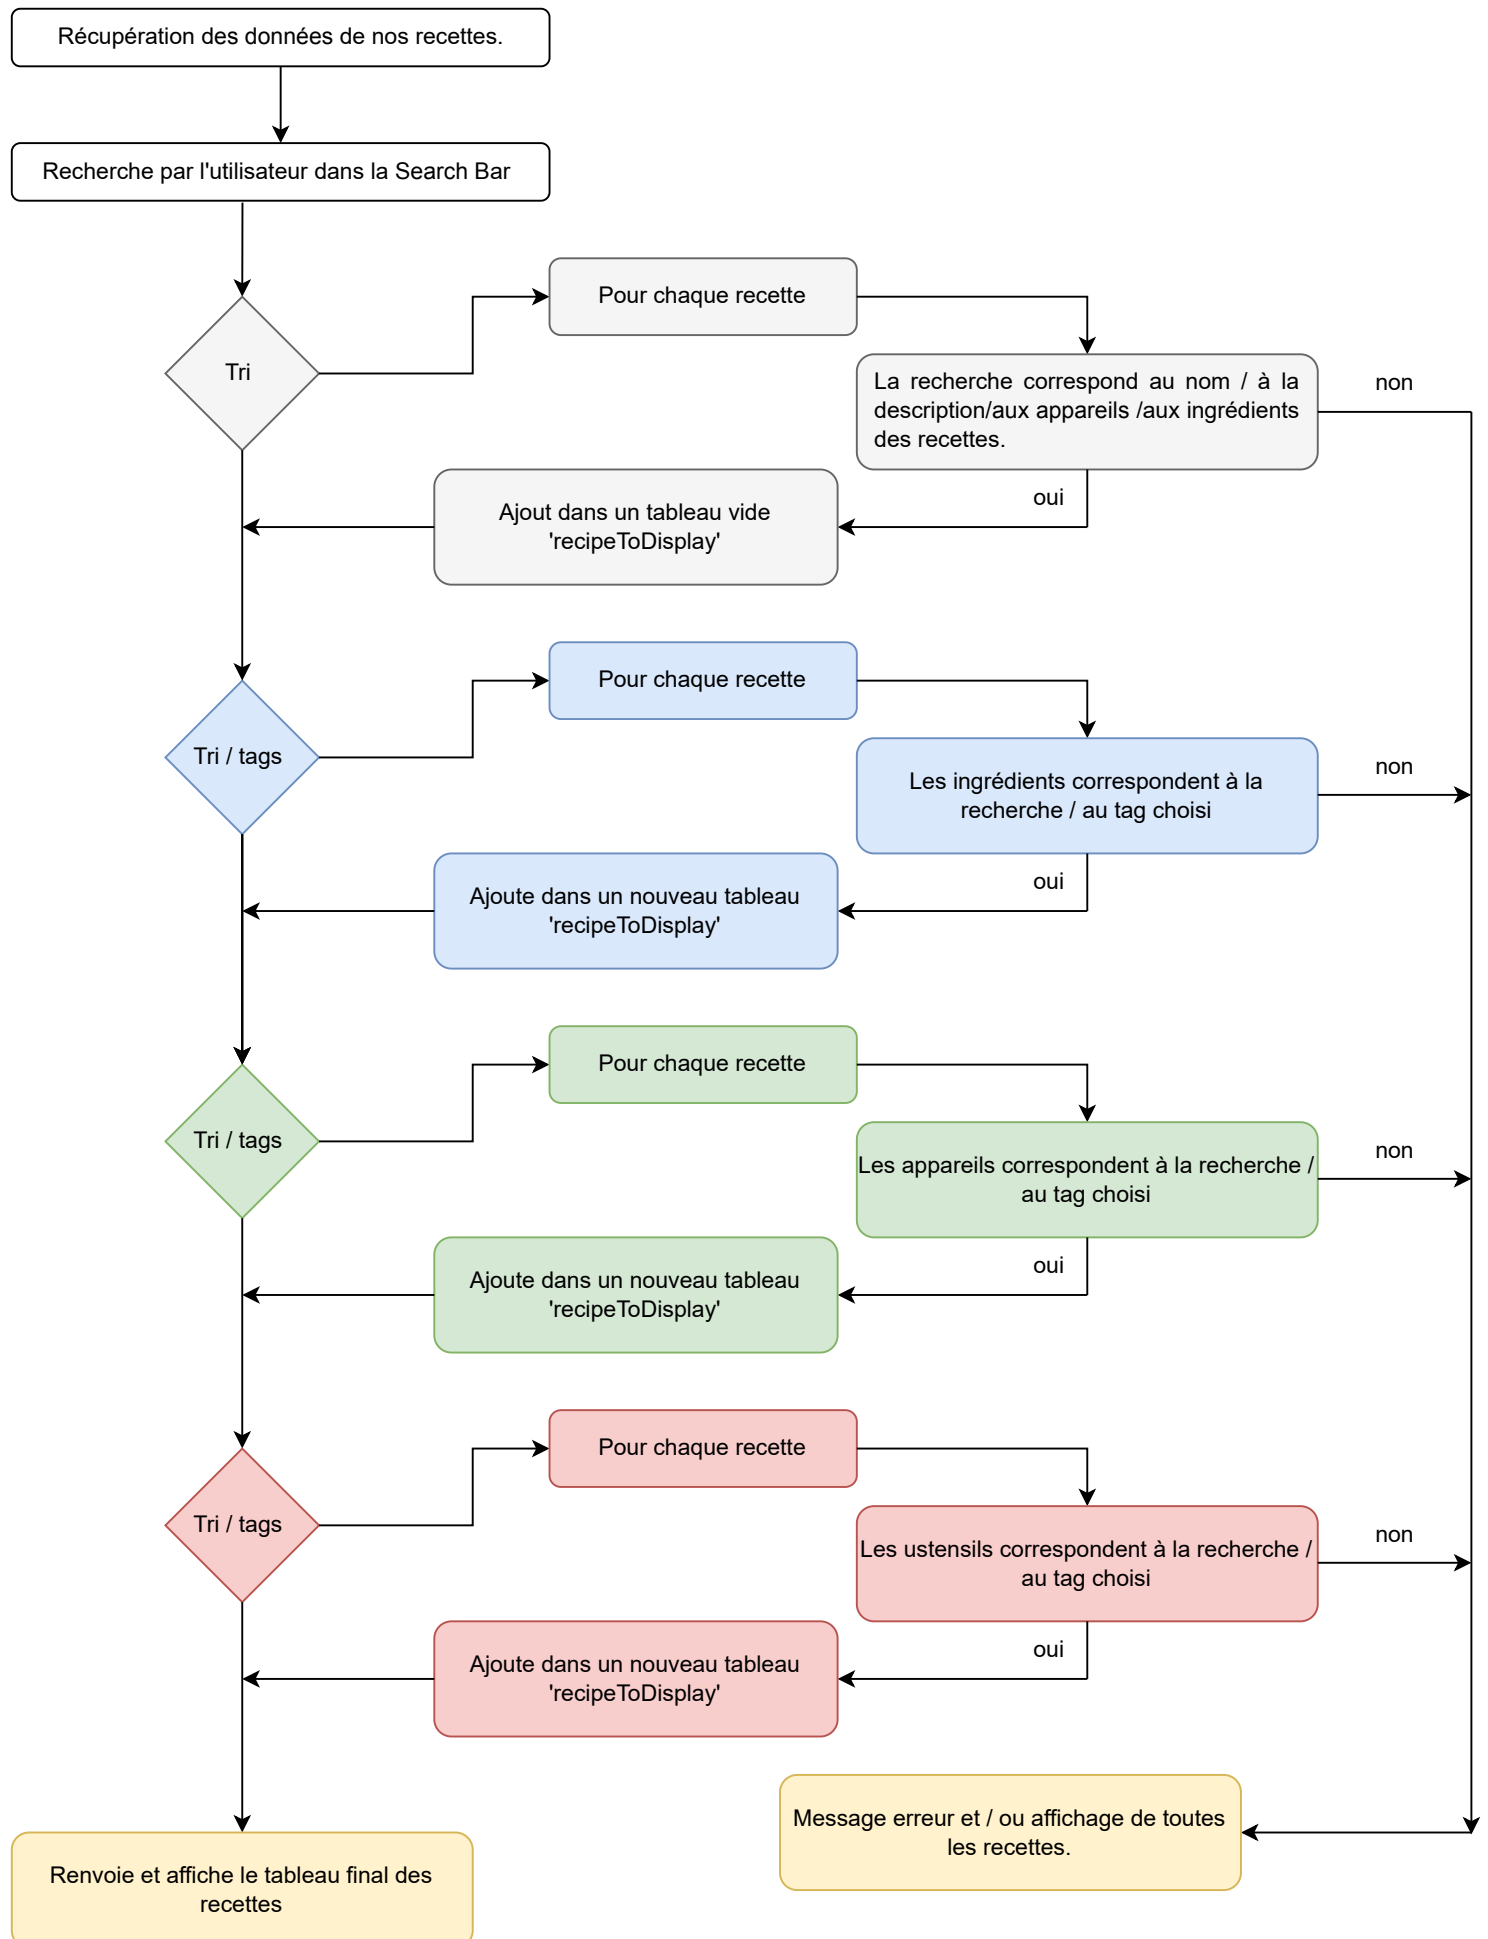 Récupération des données de nos recettes.
Recherche par l'utilisateur dans la Search Bar
Pour chaque recette
Tri
La recherche correspond au nom / à la
description/aux appareils /aux ingrédients
des recettes.
non
oui
Ajout dans un tableau vide
'recipeToDisplay'
Pour chaque recette
Tri / tags
Les ingrédients correspondent à la
recherche / au tag choisi
non
oui
Ajoute dans un nouveau tableau
'recipeToDisplay'
Pour chaque recette
Tri / tags
Les appareils correspondent à la recherche /
au tag choisi
non
oui
Ajoute dans un nouveau tableau
'recipeToDisplay'
Pour chaque recette
Tri / tags
Les ustensils correspondent à la recherche /
au tag choisi
non
oui
Ajoute dans un nouveau tableau
'recipeToDisplay'
Message erreur et / ou affichage de toutes
les recettes.
Renvoie et affiche le tableau final des
recettes